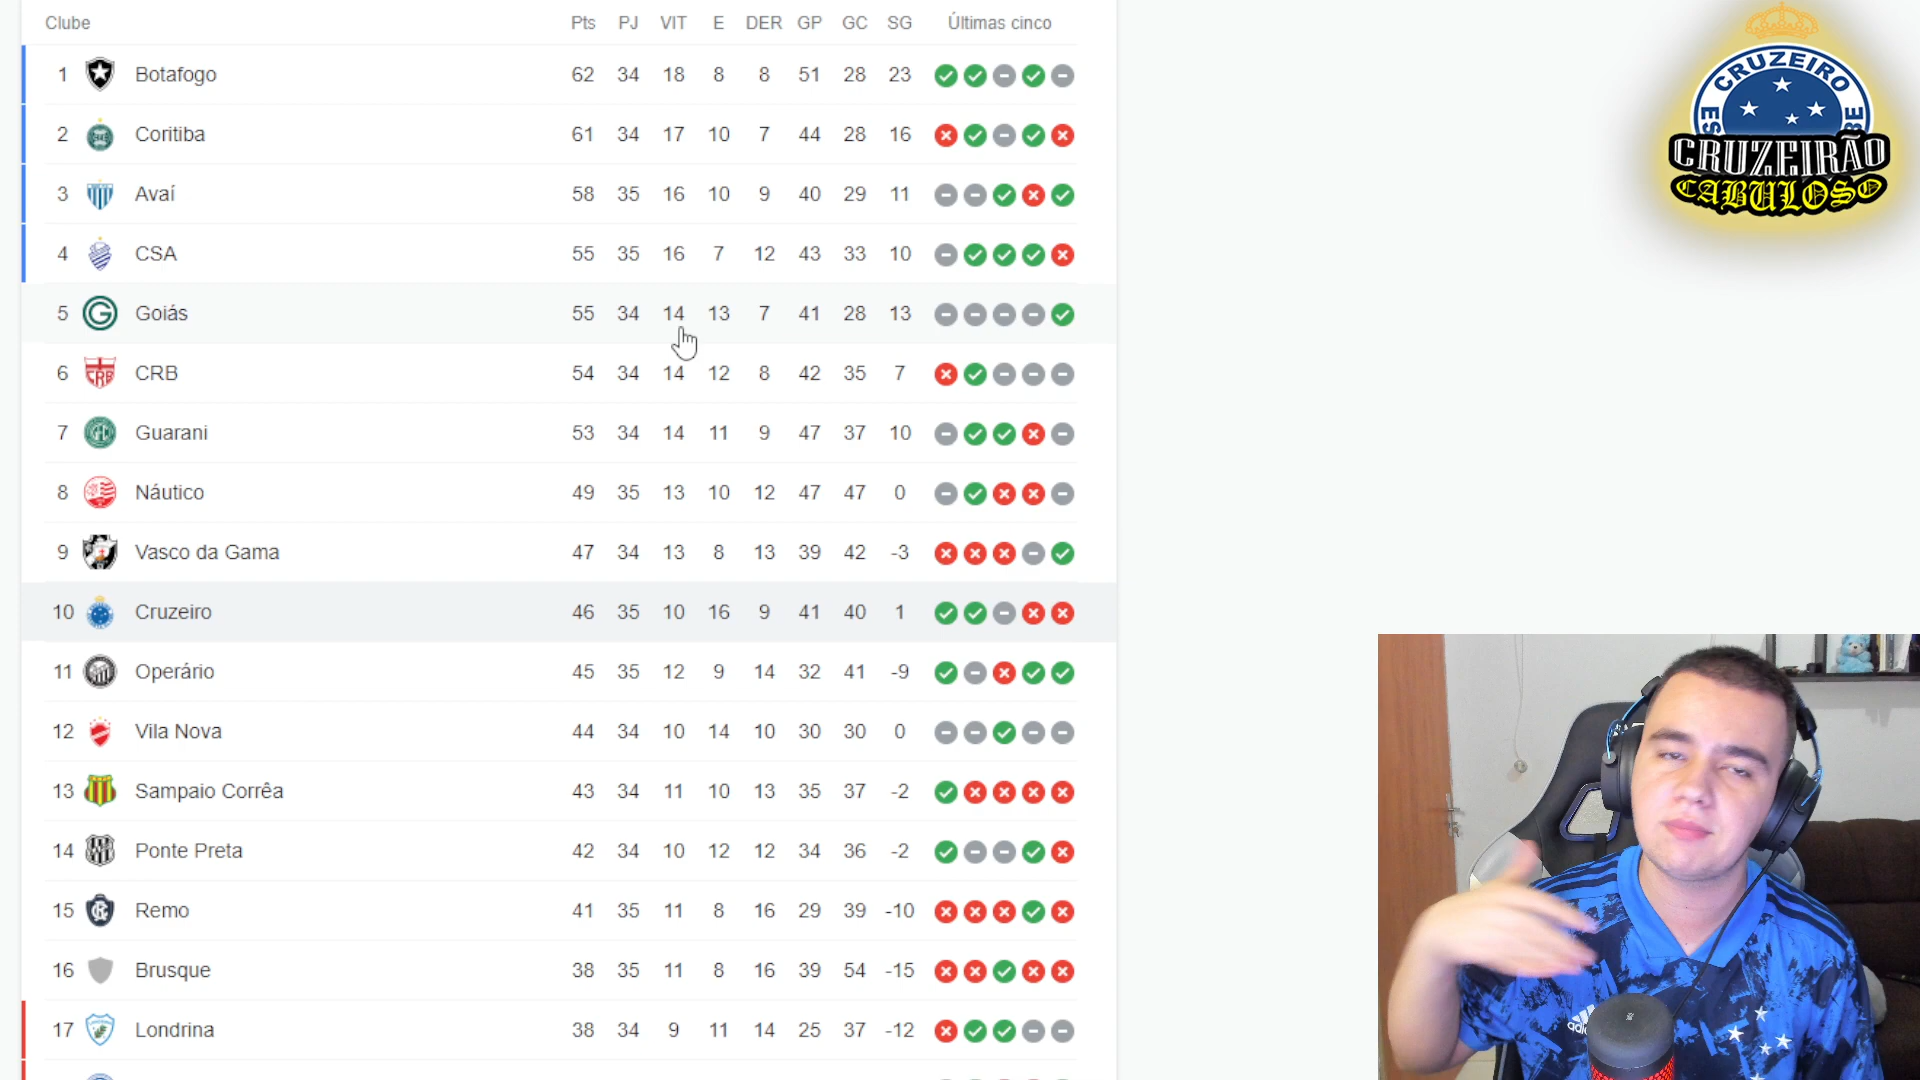 Clube Pts PJ VIT E DER GP GC SG Últimas cinco
1 Botafogo 62 34 18 8 8 51 28 23
2 Coritiba 61 34 17 10 7 44 28 16
3 Avaí 58 35 16 10 9 40 29 11
4 CSA 55 35 16 7 12 43 33 10
5 Goiás 55 34 14 13 7 41 28 13
6 CRB 54 34 14 12 8 42 35 7
7 Guarani 53 34 14 11 9 47 37 10
8 Náutico 49 35 13 10 12 47 47 0
9 Vasco da Gama 47 34 13 8 13 39 42 -3
10 Cruzeiro 46 35 10 16 9 41 40 1
11 Operário 45 35 12 9 14 32 41 -9
12 Vila Nova 44 34 10 14 10 30 30 0
13 Sampaio Corrêa 43 34 11 10 13 35 37 -2
14 Ponte Preta 42 34 10 12 12 34 36 -2
15 Remo 41 35 11 8 16 29 39 -10
16 Brusque 38 35 11 8 16 39 54 -15
17 Londrina 38 34 9 11 14 25 37 -12
CRUZEIRO
ES BE
CRUZEIRÃO
CABULOSO
CRB
adi